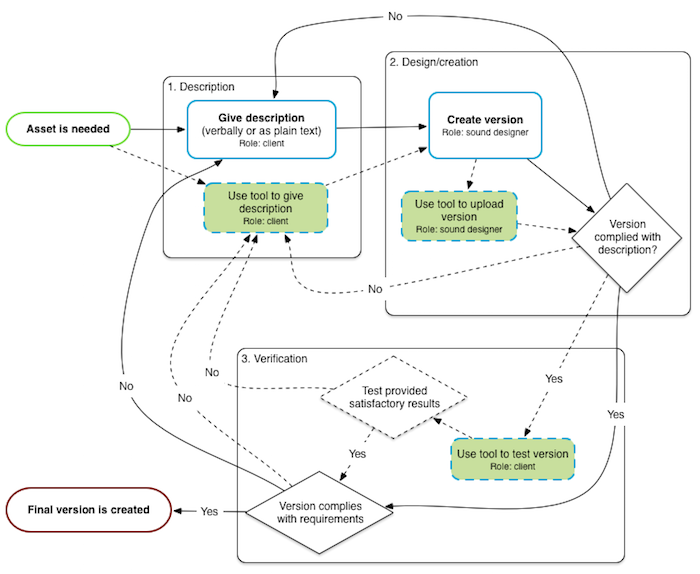 No
2. Design/creation
1. Description
Give description
(verbally or as plain text)
Role: client
Create version
Role: sound designer
Asset is needed
Use tool to give
description
Role: client
Use tool to upload
version
Role: sound designer
Version
complied with
description?
No
3. Verification
No
No
No
Test provided
satisfactory results
Yes
Yes
Yes
Use tool to test version
Role: client
Final version is created
Yes
Version complies
with requirements